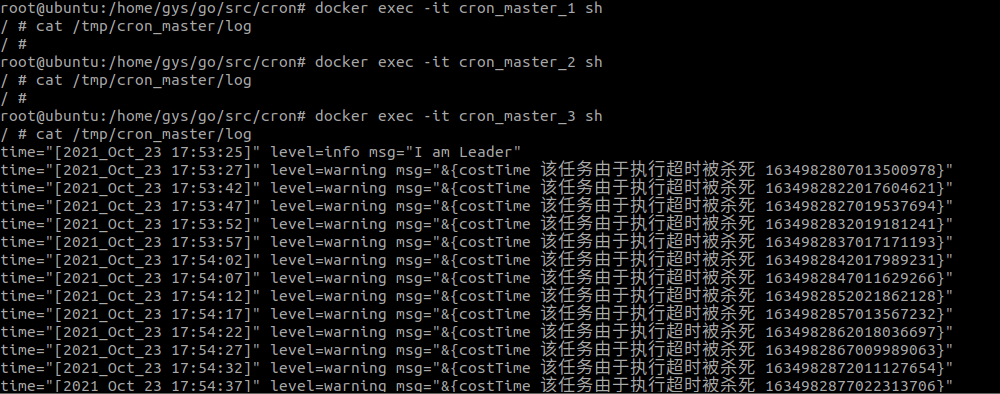 root@ubuntu:/home/gys/go/src/cron# docker exec -it cron_master_1 sh
/ # cat /tmp/cron_master/log
/ #
root@ubuntu:/home/gys/go/src/cron# docker exec -it cron_master_2 sh
/ # cat /tmp/cron_master/log
/ #
root@ubuntu:/home/gys/go/src/cron# docker exec -it cron_master_3 sh
/ # cat /tmp/cron_master/log
time="[2021_Oct_23 17:53:25]" level=info msg="I am Leader"
time="[2021_Oct_23 17:53:27]" level=warning msg="&{costTime 该任务由于执行超时被杀死 1634982807013500978}"
time="[2021_Oct_23 17:53:42]" level=warning msg="&{costTime 该任务由于执行超时被杀死 1634982822017604621}"
time="[2021_Oct_23 17:53:47]" level=warning msg="&{costTime 该任务由于执行超时被杀死 1634982827019537694}"
time="[2021_Oct_23 17:53:52]" level=warning msg="&{costTime 该任务由于执行超时被杀死 1634982832019181241}"
time="[2021_Oct_23 17:53:57]" level=warning msg="&{costTime 该任务由于执行超时被杀死 1634982837017171193}"
time="[2021_Oct_23 17:54:02]" level=warning msg="&{costTime 该任务由于执行超时被杀死 1634982842017989231}"
time="[2021_Oct_23 17:54:07]" level=warning msg="&{costTime 该任务由于执行超时被杀死 1634982847011629266}"
time="[2021_Oct_23 17:54:12]" level=warning msg="&{costTime 该任务由于执行超时被杀死 1634982852021862128}"
time="[2021_Oct_23 17:54:17]" level=warning msg="&{costTime 该任务由于执行超时被杀死 1634982857013567232}"
time="[2021_Oct_23 17:54:22]" level=warning msg="&{costTime 该任务由于执行超时被杀死 1634982862018036697}"
time="[2021_Oct_23 17:54:27]" level=warning msg="&{costTime 该任务由于执行超时被杀死 1634982867009989063}"
time="[2021_Oct_23 17:54:32]" level=warning msg="&{costTime 该任务由于执行超时被杀死 1634982872011127654}"
time="[2021_Oct_23 17:54:37]" level=warning msg="&{costTime 该任务由于执行超时被杀死 1634982877022313706}"